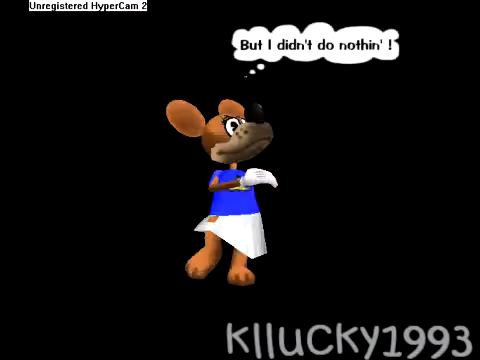 Unregistered HyperCam 2
But I didn't do nothin' !
kllucky1993